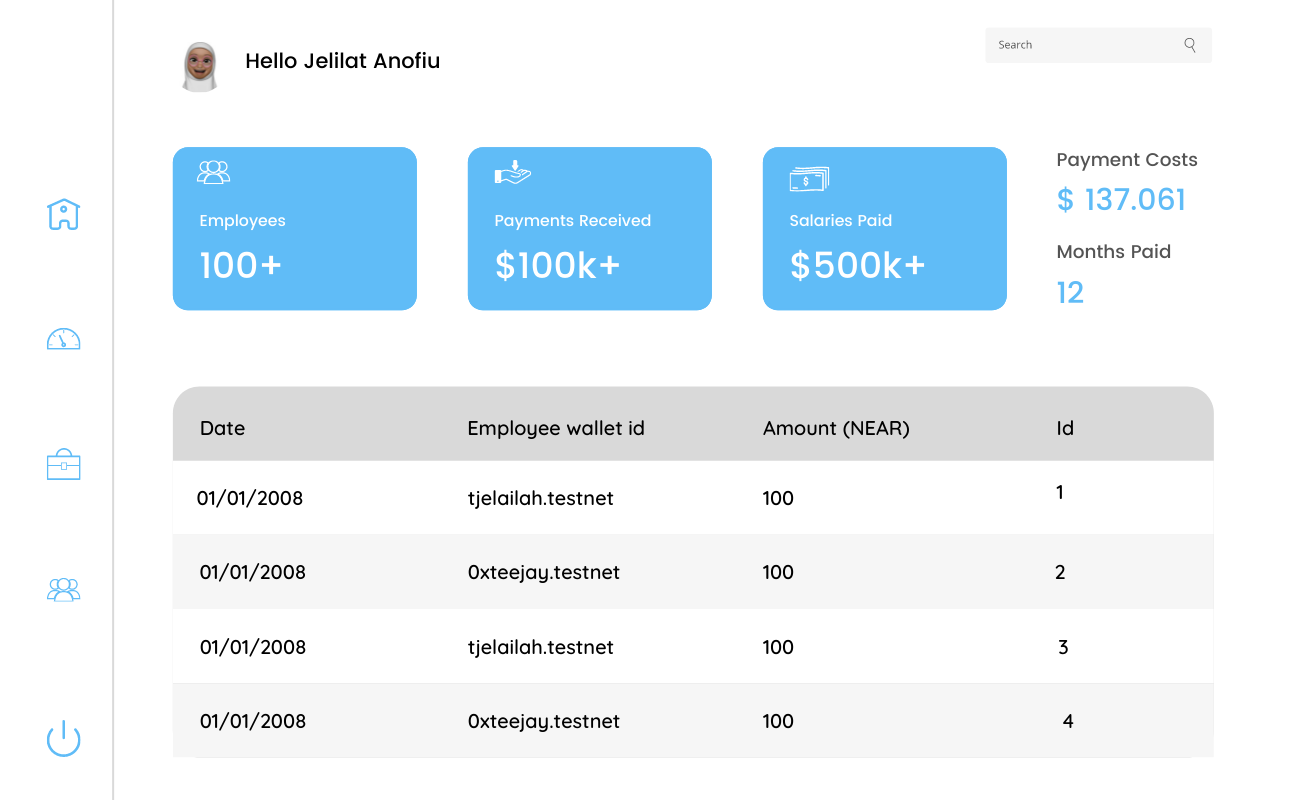 Hello Jelilat Anofiu
Search
Employees
100+
Payments Received
$100k+
Salaries Paid
$500k+
Payment Costs
$ 137.061
Months Paid
12
Date Employee wallet id Amount (NEAR) Id
01/01/2008 tjelailah.testnet 100 1
01/01/2008 0xteejay.testnet 100 2
01/01/2008 tjelailah.testnet 100 3
01/01/2008 0xteejay.testnet 100 4